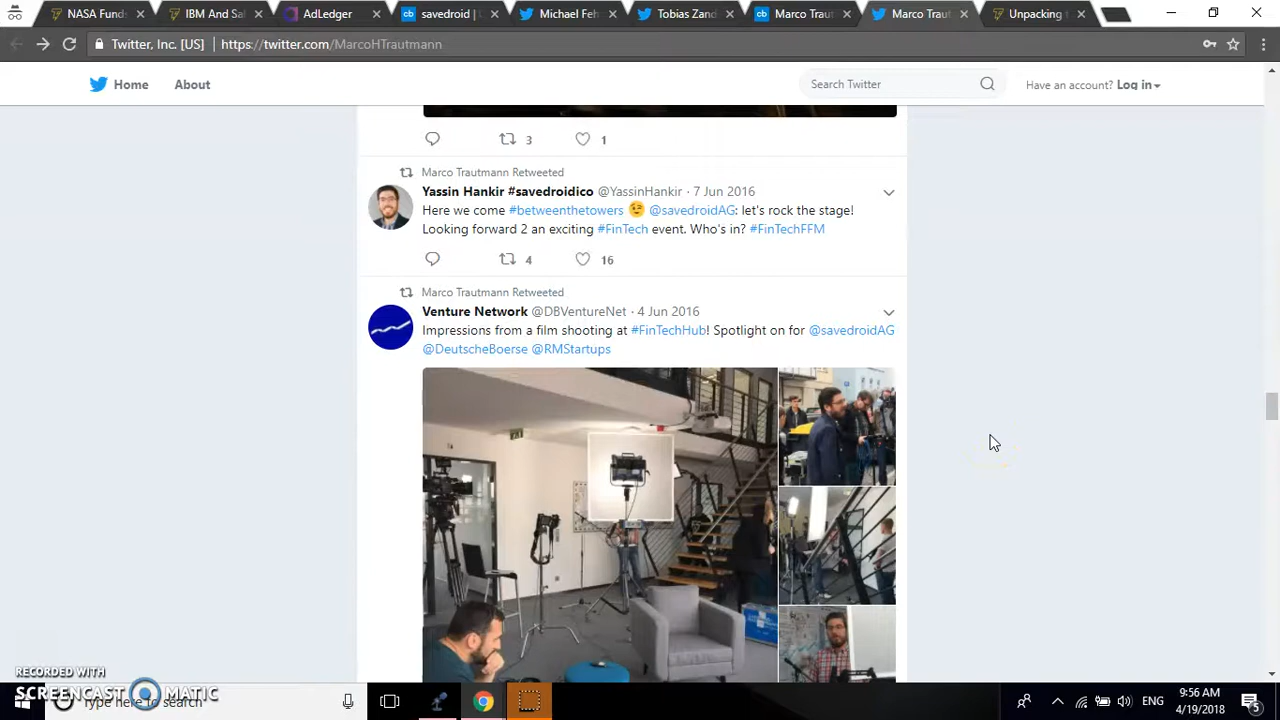 NASA Fund
IBM And Sa
AdLedger
savedroid | L
Michael Feh
Tobias Zand
Marco Traut
Marco Traut
Unpacking t
Twitter, Inc. [US] | https://twitter.com/MarcoHTrautmann
Home About Search Twitter Have an account? Log in
3 1
Marco Trautmann Retweeted
Yassin Hankir #savedroidico @YassinHankir · 7 Jun 2016
Here we come #betweenthetowers 😉 @savedroidAG: let's rock the stage!
Looking forward 2 an exciting #FinTech event. Who's in? #FinTechFFM
4 16
Marco Trautmann Retweeted
Venture Network @DBVentureNet · 4 Jun 2016
Impressions from a film shooting at #FinTechHub! Spotlight on for @savedroidAG
@DeutscheBoerse @RMStartups
RECORDED WITH
SCREENCAST MATIC
Type here to search
ENG
9:56 AM
4/19/2018
5